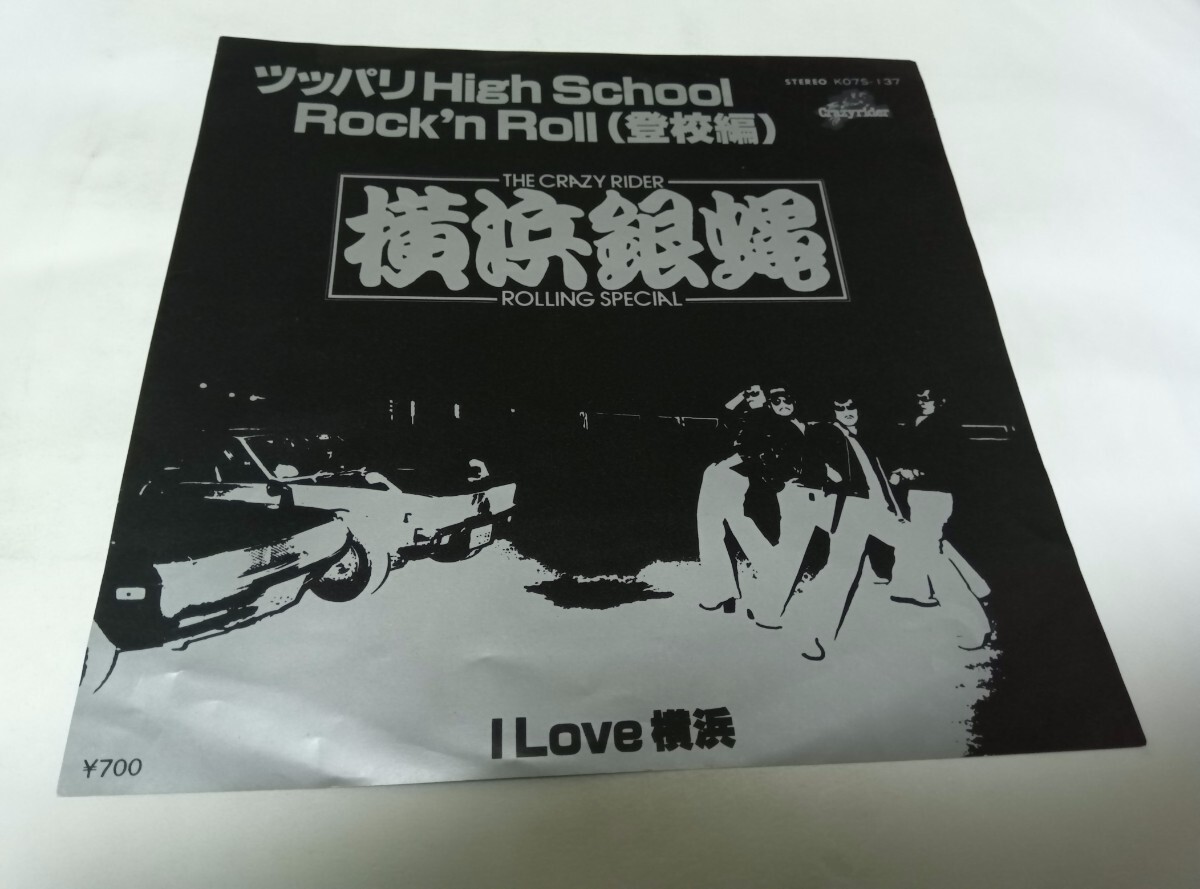 ツッパリ High School
Rock'n Roll (登校編)
STEREO K07S-137
Crazyrider
THE CRAZY RIDER
横浜銀蝿
ROLLING SPECIAL
I Love 横浜
¥700